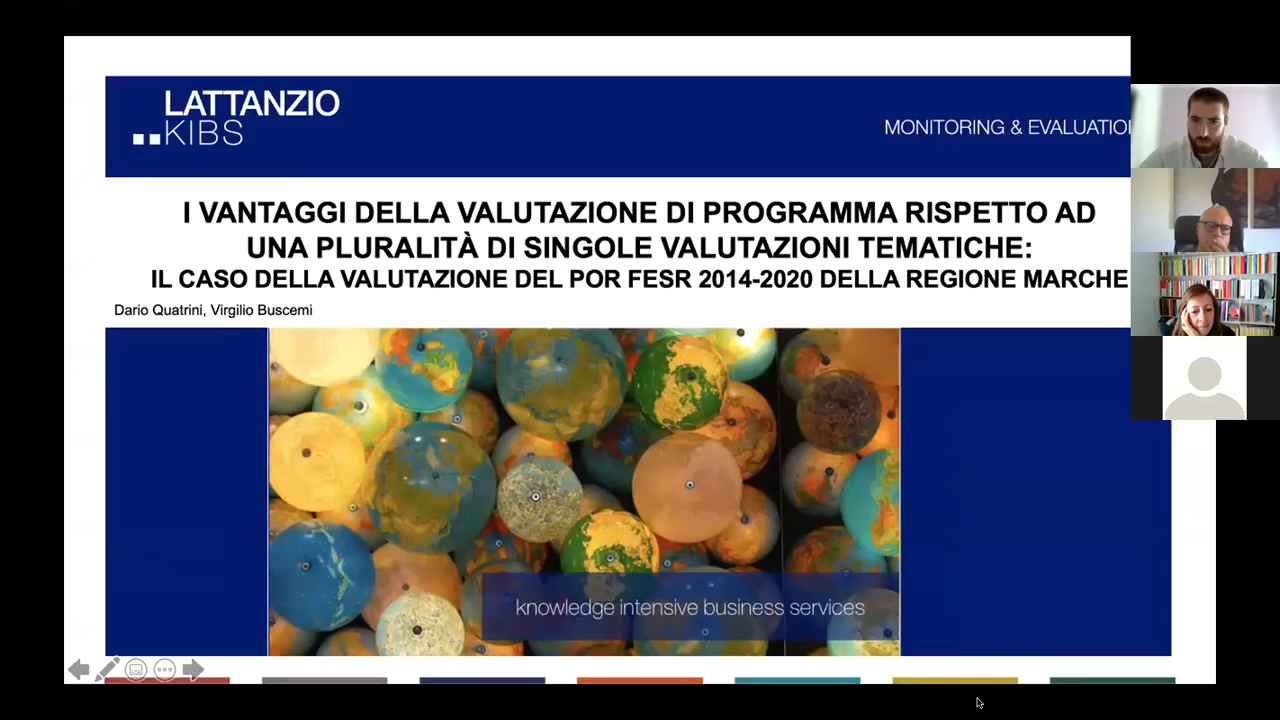 LATTANZIO
KIBS
MONITORING & EVALUATION
I VANTAGGI DELLA VALUTAZIONE DI PROGRAMMA RISPETTO AD
UNA PLURALITÀ DI SINGOLE VALUTAZIONI TEMATICHE:
IL CASO DELLA VALUTAZIONE DEL POR FESR 2014-2020 DELLA REGIONE MARCHE
Dario Quatrini, Virgilio Buscemi
knowledge intensive business services